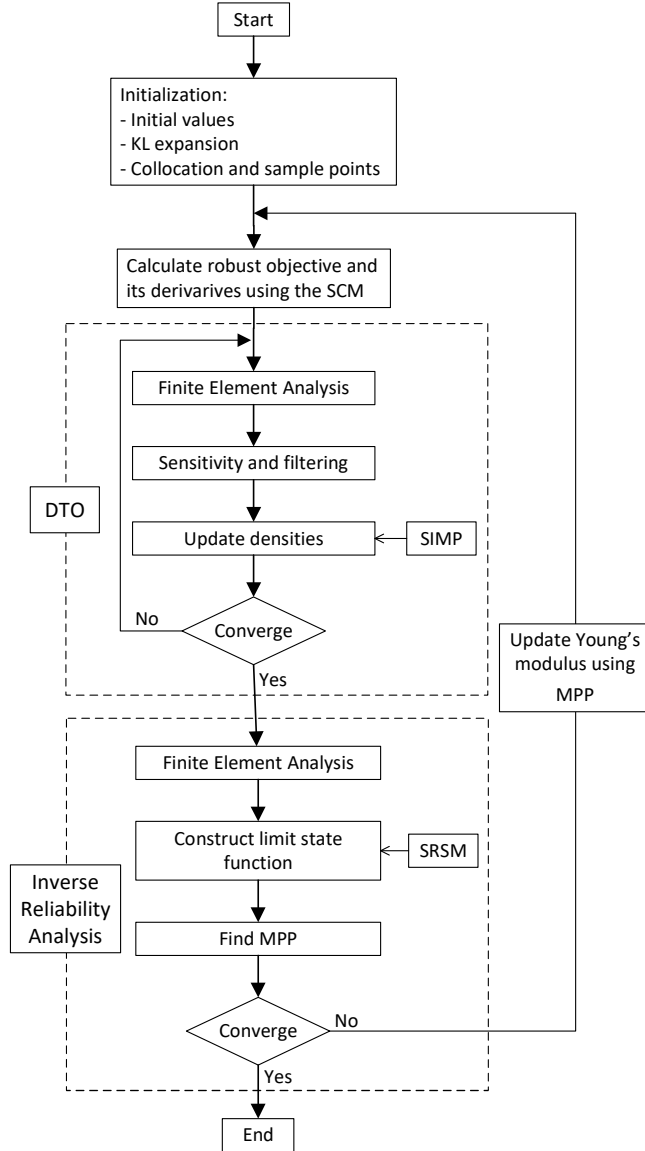 Start
Initialization:
- Initial values
- KL expansion
- Collocation and sample points
Calculate robust objective and
its derivarives using the SCM
Finite Element Analysis
Sensitivity and filtering
DTO
Update densities
SIMP
No
Converge
Yes
Update Young’s
modulus using
MPP
Finite Element Analysis
Construct limit state
function
SRSM
Inverse
Reliability
Analysis
Find MPP
Converge
No
Yes
End